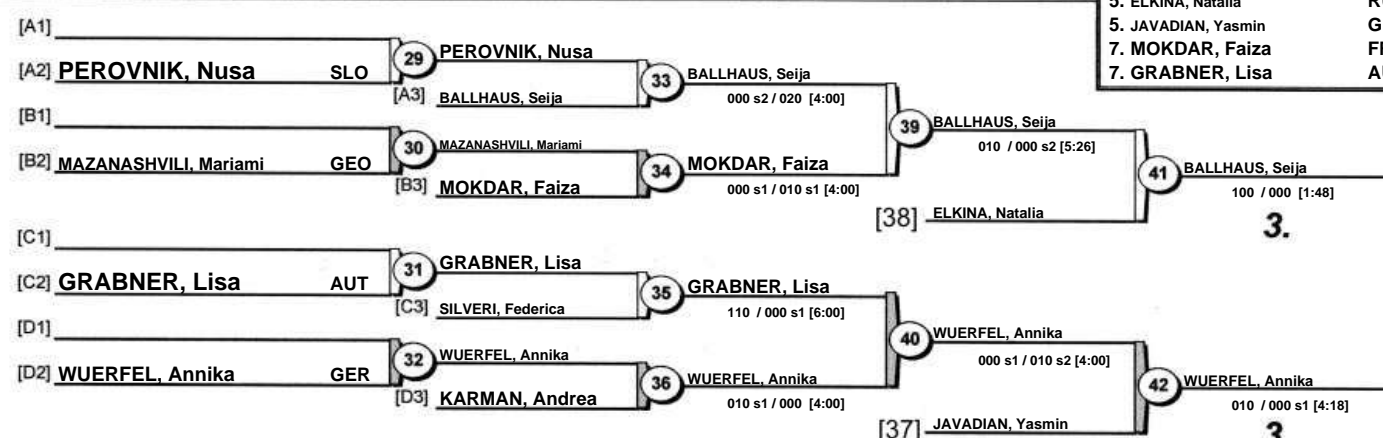 5. ELKINA, Natalia
5. JAVADIAN, Yasmin G
7. MOKDAR, Faiza
7. GRABNER, Lisa
[A1]
[A2] PEROVNIK, Nusa SLO
29
PEROVNIK, Nusa
[A3] BALLHAUS, Seija
33
BALLHAUS, Seija
000 s2 / 020 [4:00]
[B1]
[B2] MAZANASHVILI, Mariami GEO
30
MAZANASHVILI, Mariami
[B3] MOKDAR, Faiza
34
MOKDAR, Faiza
000 s1 / 010 s1 [4:00]
39
BALLHAUS, Seija
010 / 000 s2 [5:26]
[38] ELKINA, Natalia
41
BALLHAUS, Seija
100 / 000 [1:48]
3.
[C1]
[C2] GRABNER, Lisa AUT
31
GRABNER, Lisa
[C3] SILVERI, Federica
35
GRABNER, Lisa
110 / 000 s1 [6:00]
[D1]
[D2] WUERFEL, Annika GER
32
WUERFEL, Annika
[D3] KARMAN, Andrea
36
WUERFEL, Annika
010 s1 / 000 [4:00]
40
WUERFEL, Annika
000 s1 / 010 s2 [4:00]
[37] JAVADIAN, Yasmin
42
WUERFEL, Annika
010 / 000 s1 [4:18]
3